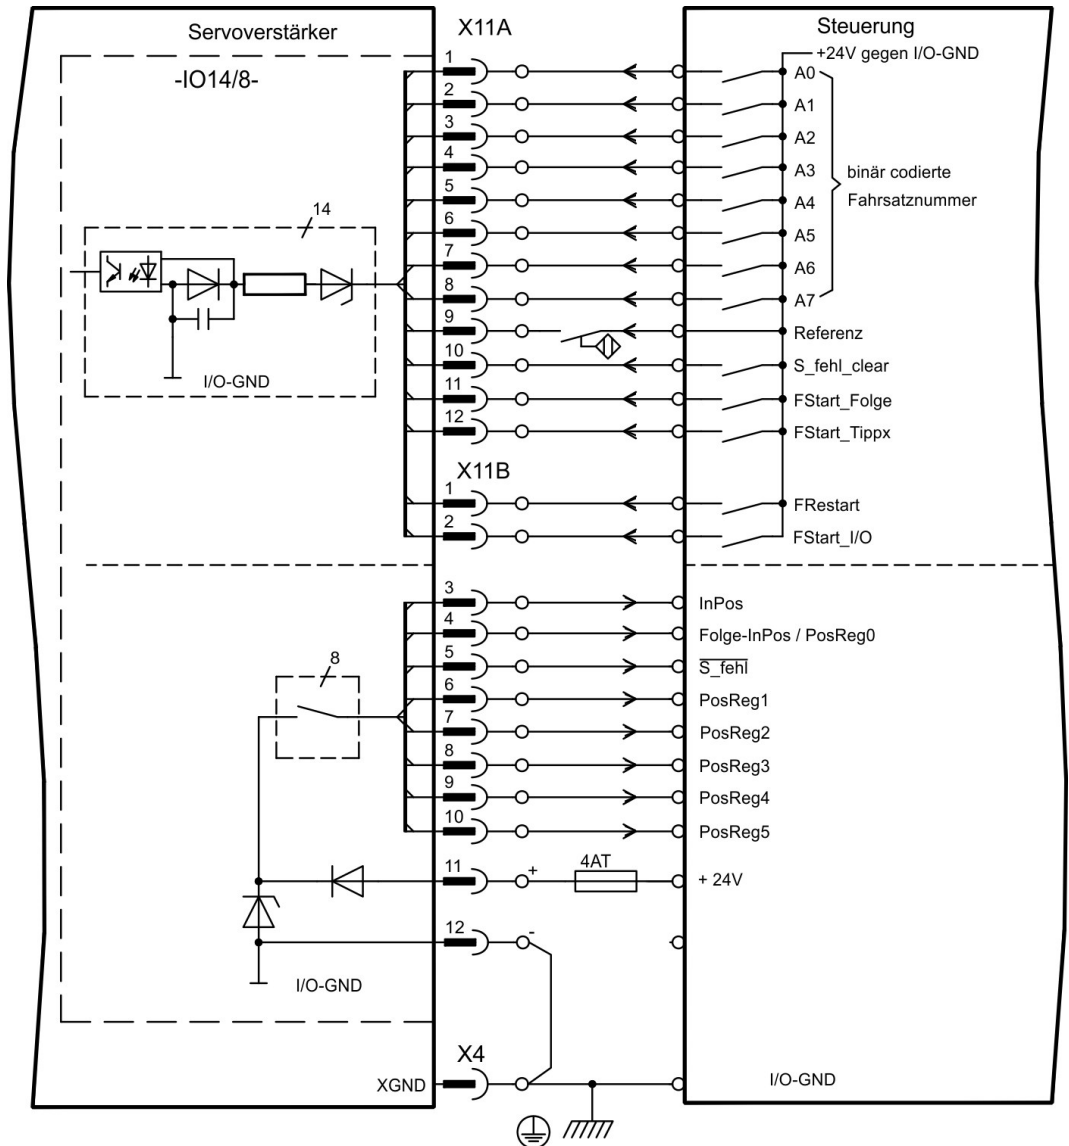 Servoverstärker
X11A
Steuerung
+24V gegen I/O-GND
-IO14/8-
1
A0
2
A1
3
A2
4
A3
binär codierte
Fahrsatznummer
5
A4
6
A5
7
A6
8
A7
14
I/O-GND
9
Referenz
10
S_fehl_clear
11
FStart_Folge
12
FStart_Tippx
X11B
1
FRestart
2
FStart_I/O
3
InPos
4
Folge-InPos / PosReg0
5
S_fehl
6
PosReg1
7
PosReg2
8
8
PosReg3
9
PosReg4
10
PosReg5
11
+
4AT
+ 24V
12
-
I/O-GND
X4
XGND
I/O-GND